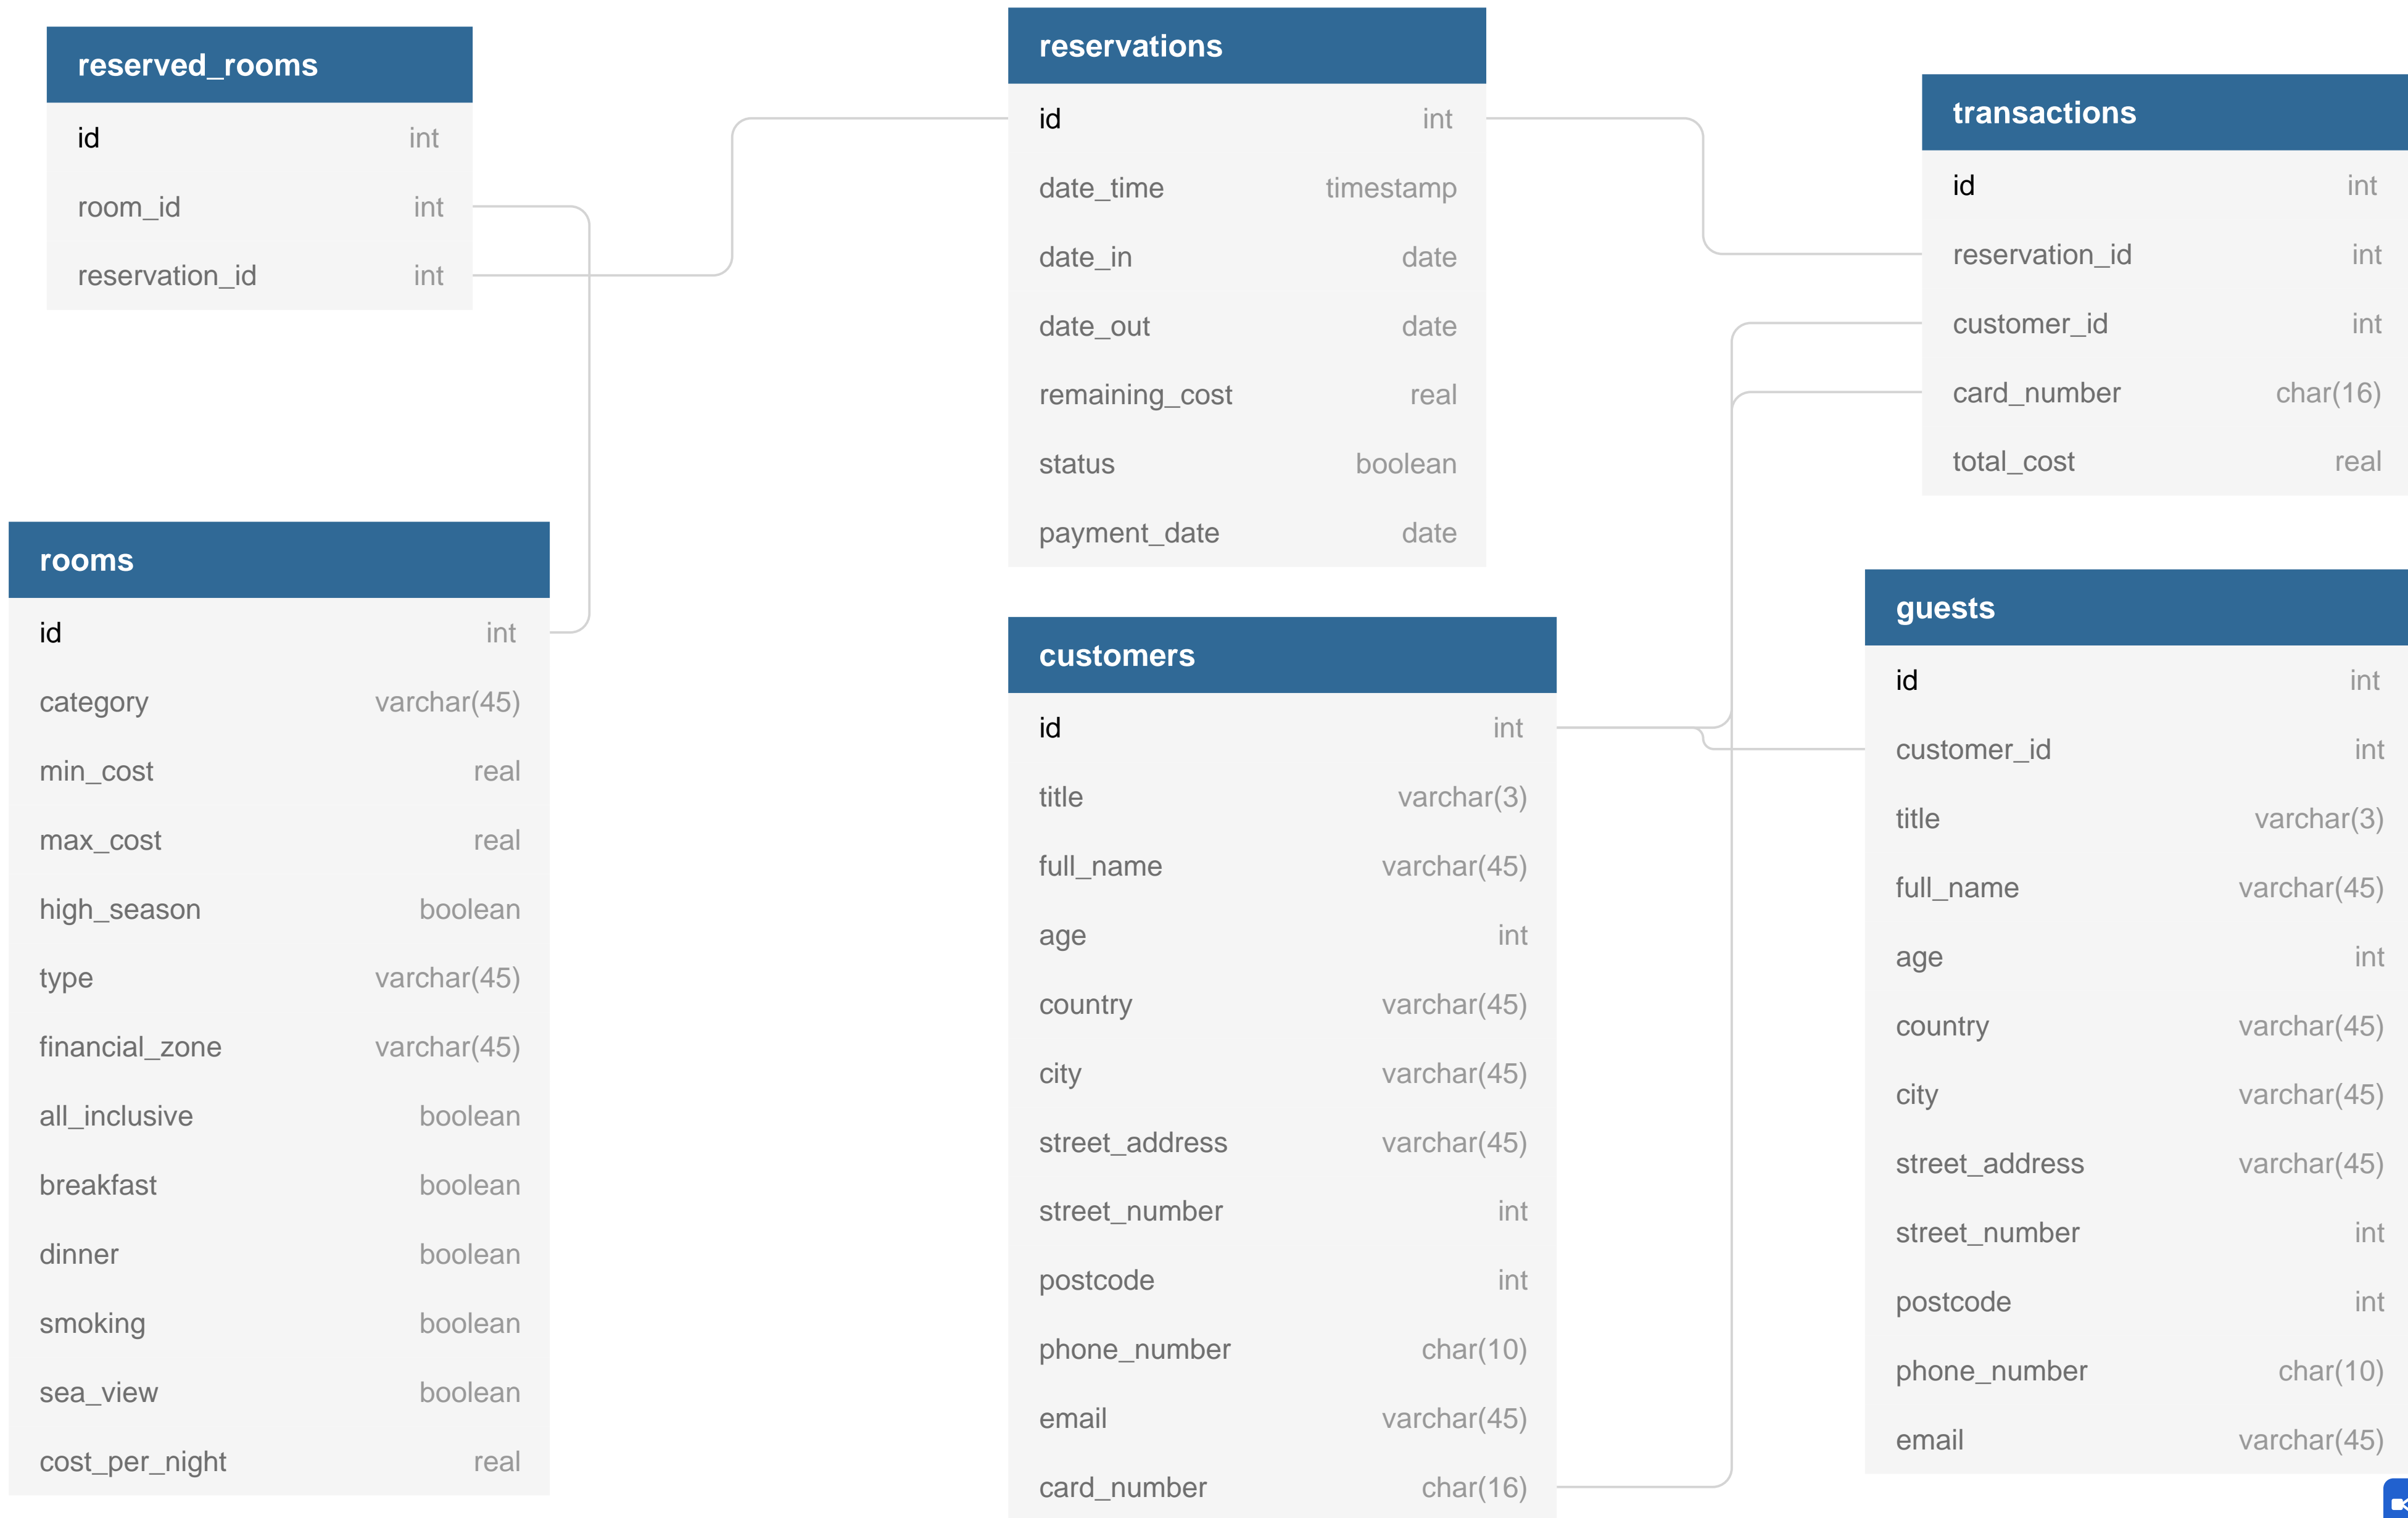 reserved_rooms
id int
room_id int
reservation_id int
rooms
id int
category varchar(45)
min_cost real
max_cost real
high_season boolean
type varchar(45)
financial_zone varchar(45)
all_inclusive boolean
breakfast boolean
dinner boolean
smoking boolean
sea_view boolean
cost_per_night real
reservations
id int
date_time timestamp
date_in date
date_out date
remaining_cost real
status boolean
payment_date date
customers
id int
title varchar(3)
full_name varchar(45)
age int
country varchar(45)
city varchar(45)
street_address varchar(45)
street_number int
postcode int
phone_number char(10)
email varchar(45)
card_number char(16)
transactions
id int
reservation_id int
customer_id int
card_number char(16)
total_cost real
guests
id int
customer_id int
title varchar(3)
full_name varchar(45)
age int
country varchar(45)
city varchar(45)
street_address varchar(45)
street_number int
postcode int
phone_number char(10)
email varchar(45)